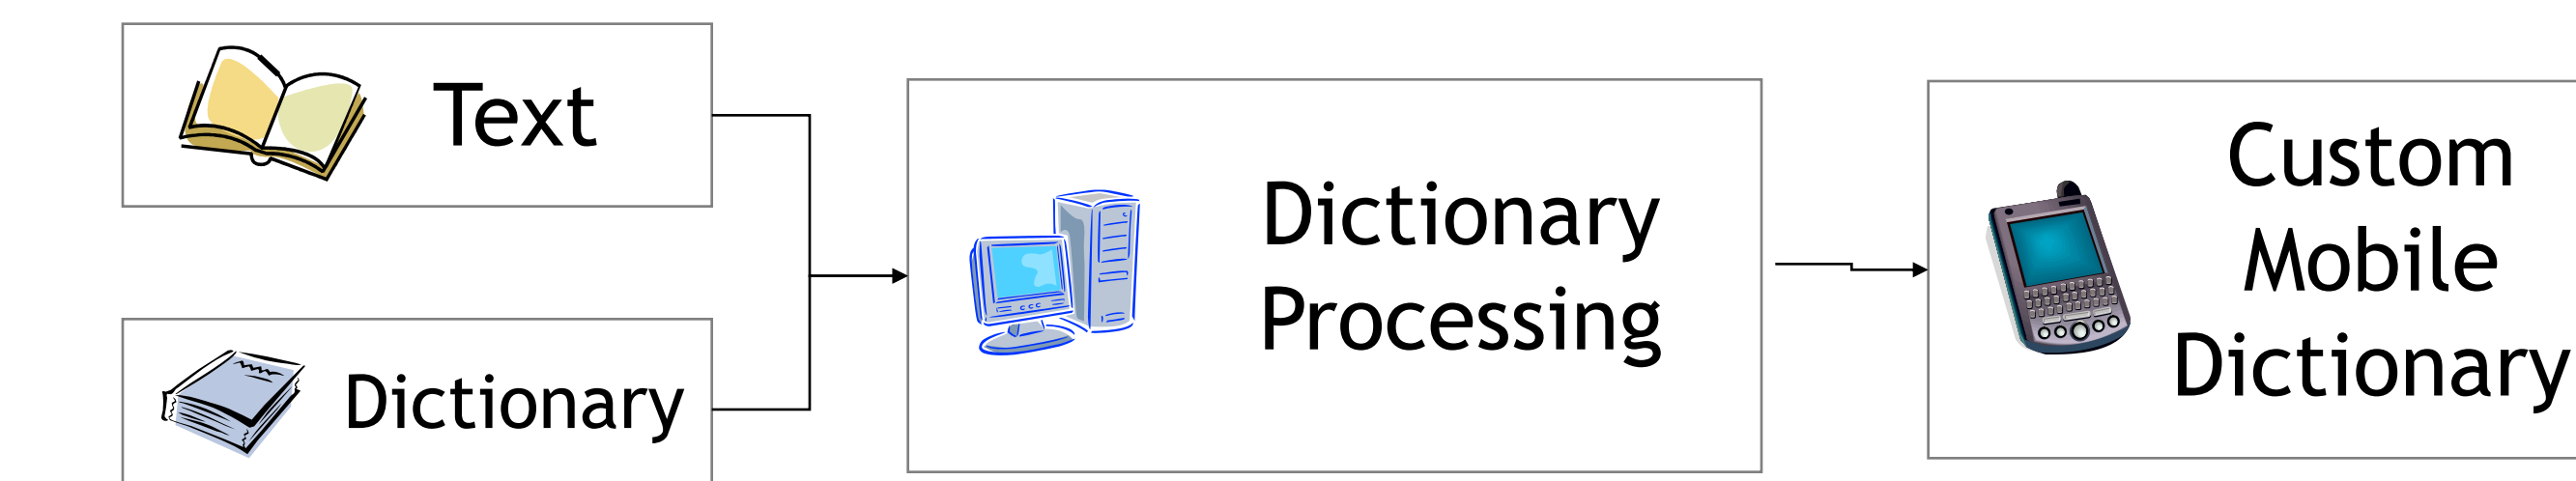 Text
Dictionary
Dictionary
Processing
Custom
Mobile
Dictionary